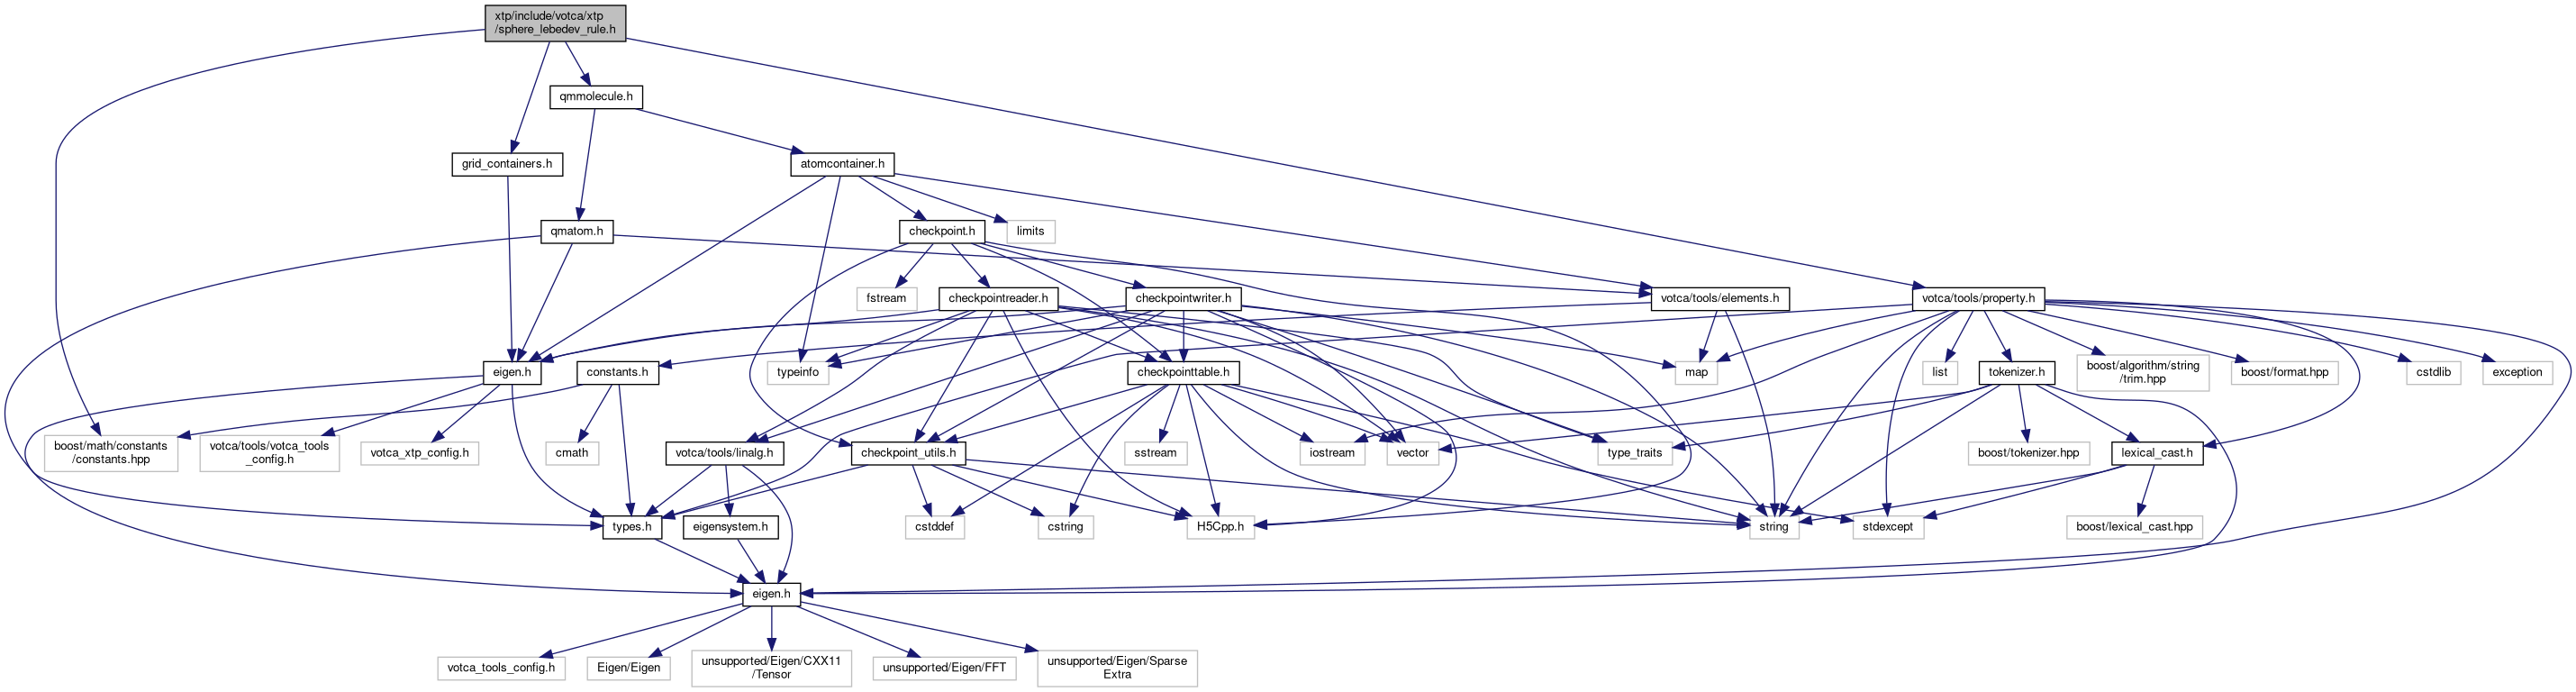 xtp/include/votca/xtp
/sphere_lebedev_rule.h
qmmolecule.h
grid_containers.h
atomcontainer.h
qmatom.h
checkpoint.h
limits
fstream
checkpointreader.h
checkpointwriter.h
votca/tools/elements.h
votca/tools/property.h
eigen.h
constants.h
typeinfo
checkpointtable.h
map
list
tokenizer.h
boost/algorithm/string
/trim.hpp
boost/format.hpp
cstdlib
exception
boost/math/constants
/constants.hpp
votca/tools/votca_tools
_config.h
votca_xtp_config.h
cmath
votca/tools/linalg.h
checkpoint_utils.h
sstream
iostream
vector
type_traits
boost/tokenizer.hpp
lexical_cast.h
types.h
eigensystem.h
cstddef
cstring
H5Cpp.h
string
stdexcept
boost/lexical_cast.hpp
eigen.h
votca_tools_config.h
Eigen/Eigen
unsupported/Eigen/CXX11
/Tensor
unsupported/Eigen/FFT
unsupported/Eigen/Sparse
Extra